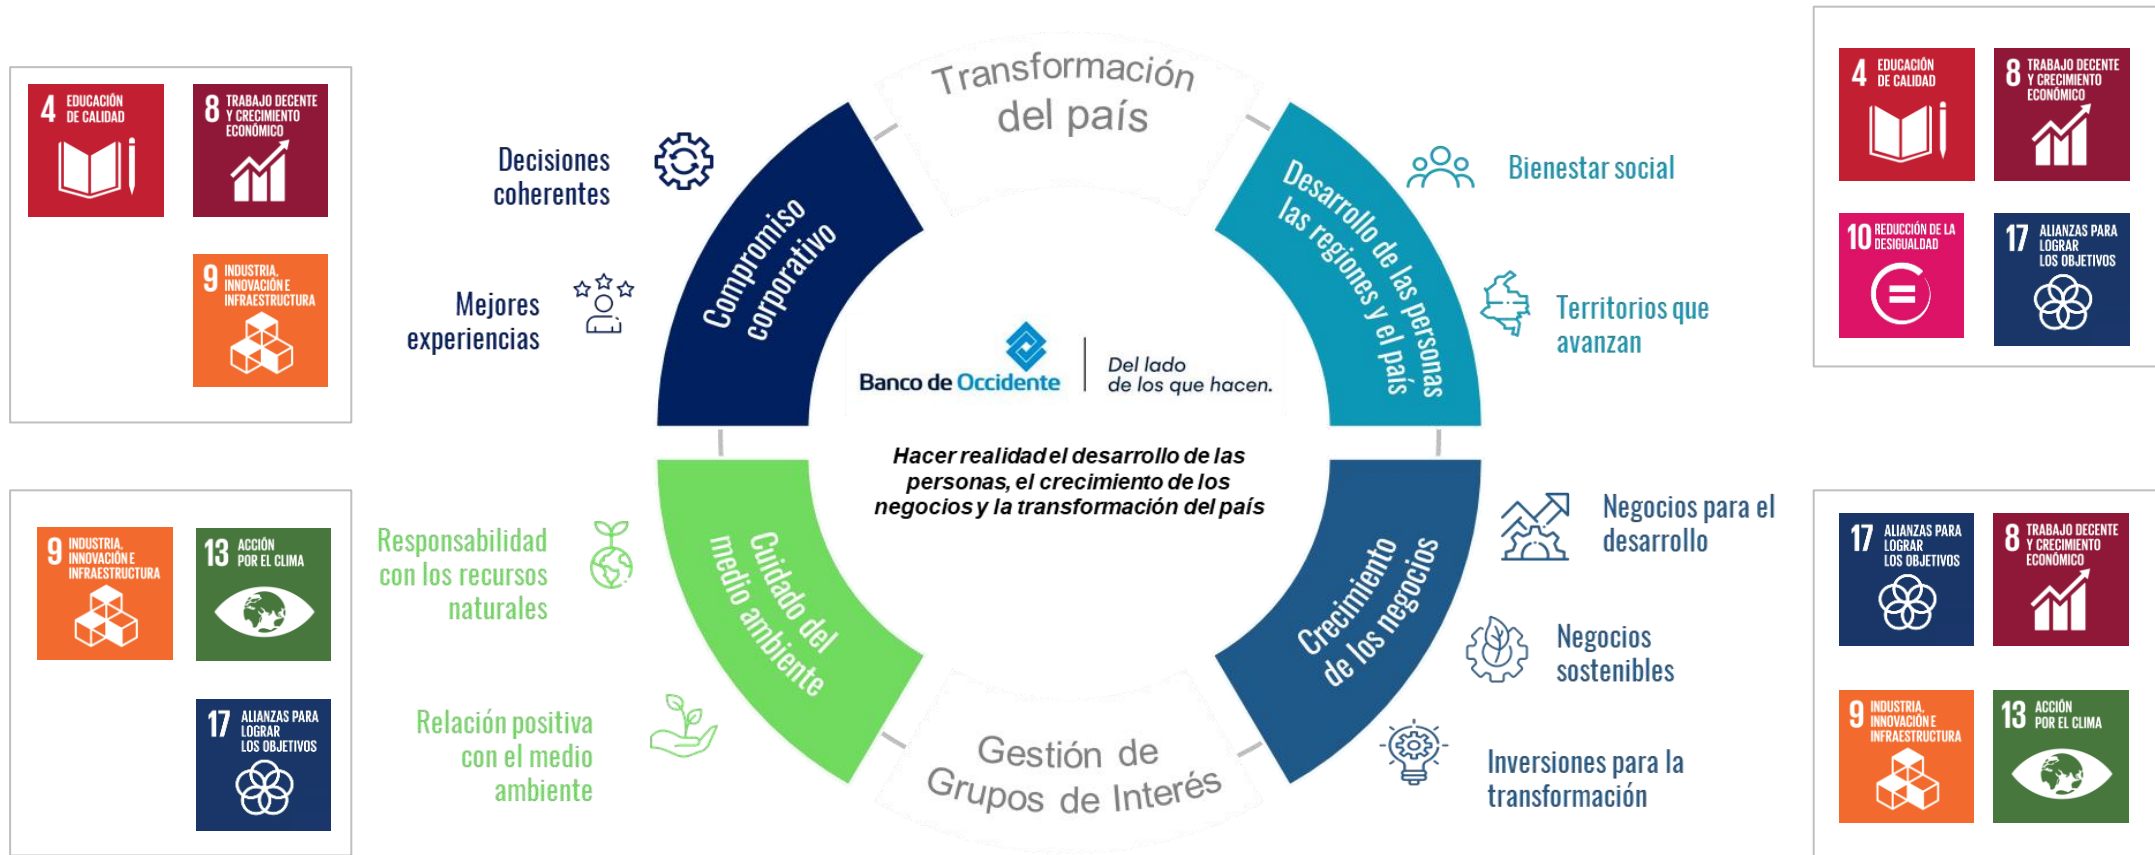 4 EDUCACIÓN
DE CALIDAD
8 TRABAJO DECENTE
Y CRECIMIENTO
ECONÓMICO
9 INDUSTRIA,
INNOVACIÓN E
INFRAESTRUCTURA
Decisiones
coherentes
Mejores
experiencias
Compromiso
corporativo
Transformación
del país
Desarrollo de las personas
las regiones y el país
Bienestar social
Territorios que
avanzan
4 EDUCACIÓN
DE CALIDAD
8 TRABAJO DECENTE
Y CRECIMIENTO
ECONÓMICO
10 REDUCCIÓN DE LA
DESIGUALDAD
17 ALIANZAS PARA
LOGRAR
LOS OBJETIVOS
Banco de Occidente
Del lado
de los que hacen.
Hacer realidad el desarrollo de las
personas, el crecimiento de los
negocios y la transformación del país
9 INDUSTRIA,
INNOVACIÓN E
INFRAESTRUCTURA
13 ACCIÓN
POR EL CLIMA
17 ALIANZAS PARA
LOGRAR
LOS OBJETIVOS
Responsabilidad
con los recursos
naturales
Relación positiva
con el medio
ambiente
Cuidado del
medio ambiente
Gestión de
Grupos de Interés
Crecimiento
de los negocios
Negocios para el
desarrollo
Negocios
sostenibles
Inversiones para la
transformación
17 ALIANZAS PARA
LOGRAR
LOS OBJETIVOS
8 TRABAJO DECENTE
Y CRECIMIENTO
ECONÓMICO
9 INDUSTRIA,
INNOVACIÓN E
INFRAESTRUCTURA
13 ACCIÓN
POR EL CLIMA